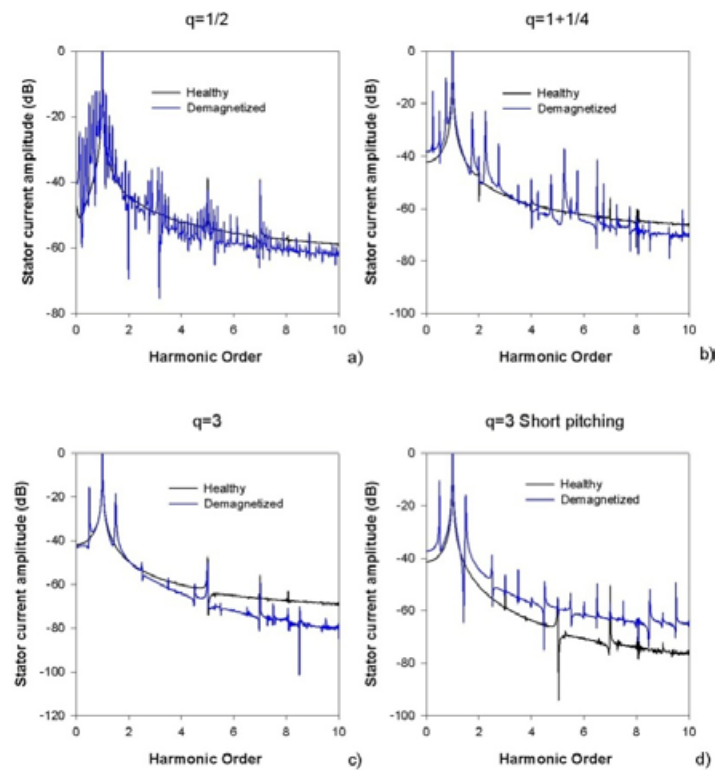 q=1/2
0
-20
-40
-60
-80
Stator current amplitude (dB)
Healthy
Demagnetized
0 2 4 6 8 10
Harmonic Order
a)
q=1+1/4
0
-20
-40
-60
-80
-100
Stator current amplitude (dB)
Healthy
Demagnetized
0 2 4 6 8 10
Harmonic Order
b)
q=3
0
-20
-40
-60
-80
-100
-120
Stator current amplitude (dB)
Healthy
Demagnetized
0 2 4 6 8 10
Harmonic Order
c)
q=3 Short pitching
0
-20
-40
-60
-80
-100
Stator current amplitude (dB)
Healthy
Demagnetized
0 2 4 6 8 10
Harmonic Order
d)